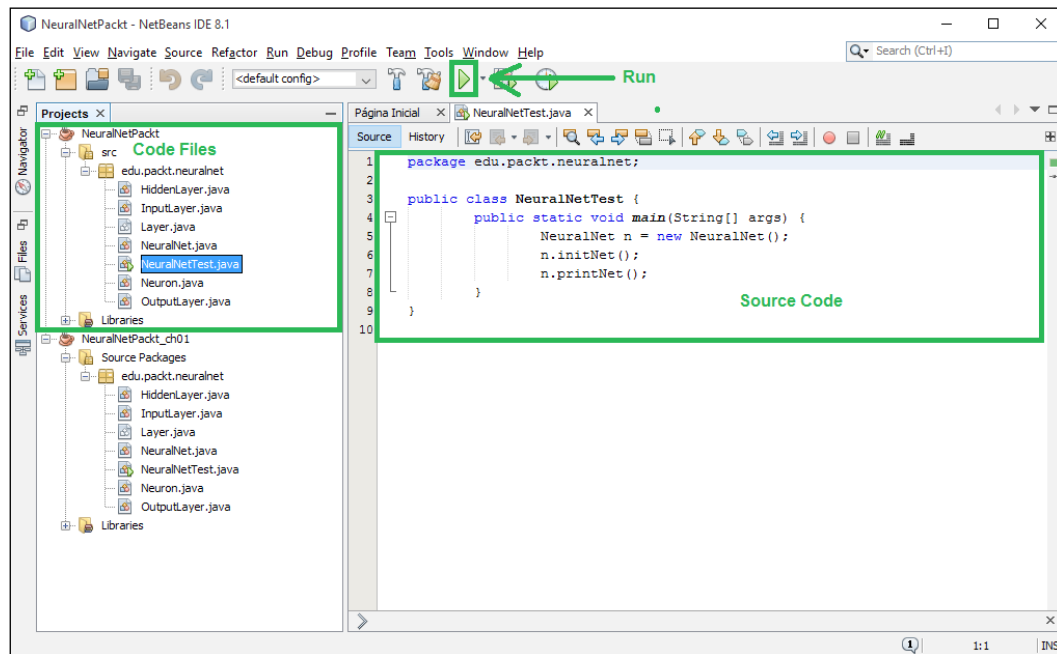 NeuralNetPackt - NetBeans IDE 8.1
File Edit View Navigate Source Refactor Run Debug Profile Team Tools Window Help
Search (Ctrl+I)
<default config>
Run
Projects
Página Inicial
NeuralNetTest.java
Navigator
Files
Services
NeuralNetPackt
Code Files
src
edu.packt.neuralnet
HiddenLayer.java
InputLayer.java
Layer.java
NeuralNet.java
NeuralNetTest.java
Neuron.java
OutputLayer.java
Libraries
NeuralNetPackt_ch01
Source Packages
edu.packt.neuralnet
HiddenLayer.java
InputLayer.java
Layer.java
NeuralNet.java
NeuralNetTest.java
Neuron.java
OutputLayer.java
Libraries
Source History
1 package edu.packt.neuralnet;
2
3 public class NeuralNetTest {
4 public static void main(String[] args) {
5 NeuralNet n = new NeuralNet();
6 n.initNet();
7 n.printNet();
8 }
9 }
10
Source Code
1
1:1
INS